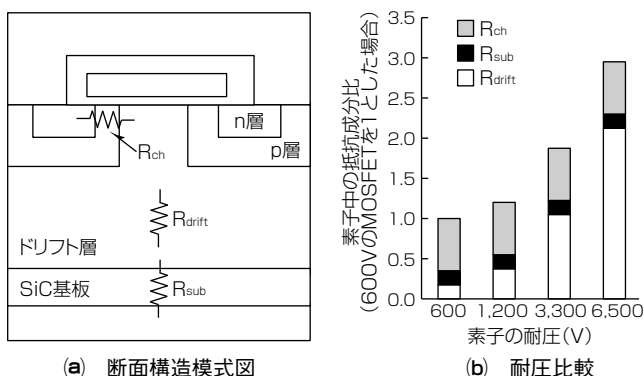 n層
p層
Rch
Rdrift
ドリフト層
SiC基板
Rsub
(a) 断面構造模式図
素子中の抵抗成分比
(600VのMOSFETを1とした場合)
3.5
3.0
2.5
2.0
1.5
1.0
0.5
0.0
Rch
Rsub
Rdrift
600 1,200 3,300 6,500
素子の耐圧(V)
(b) 耐圧比較